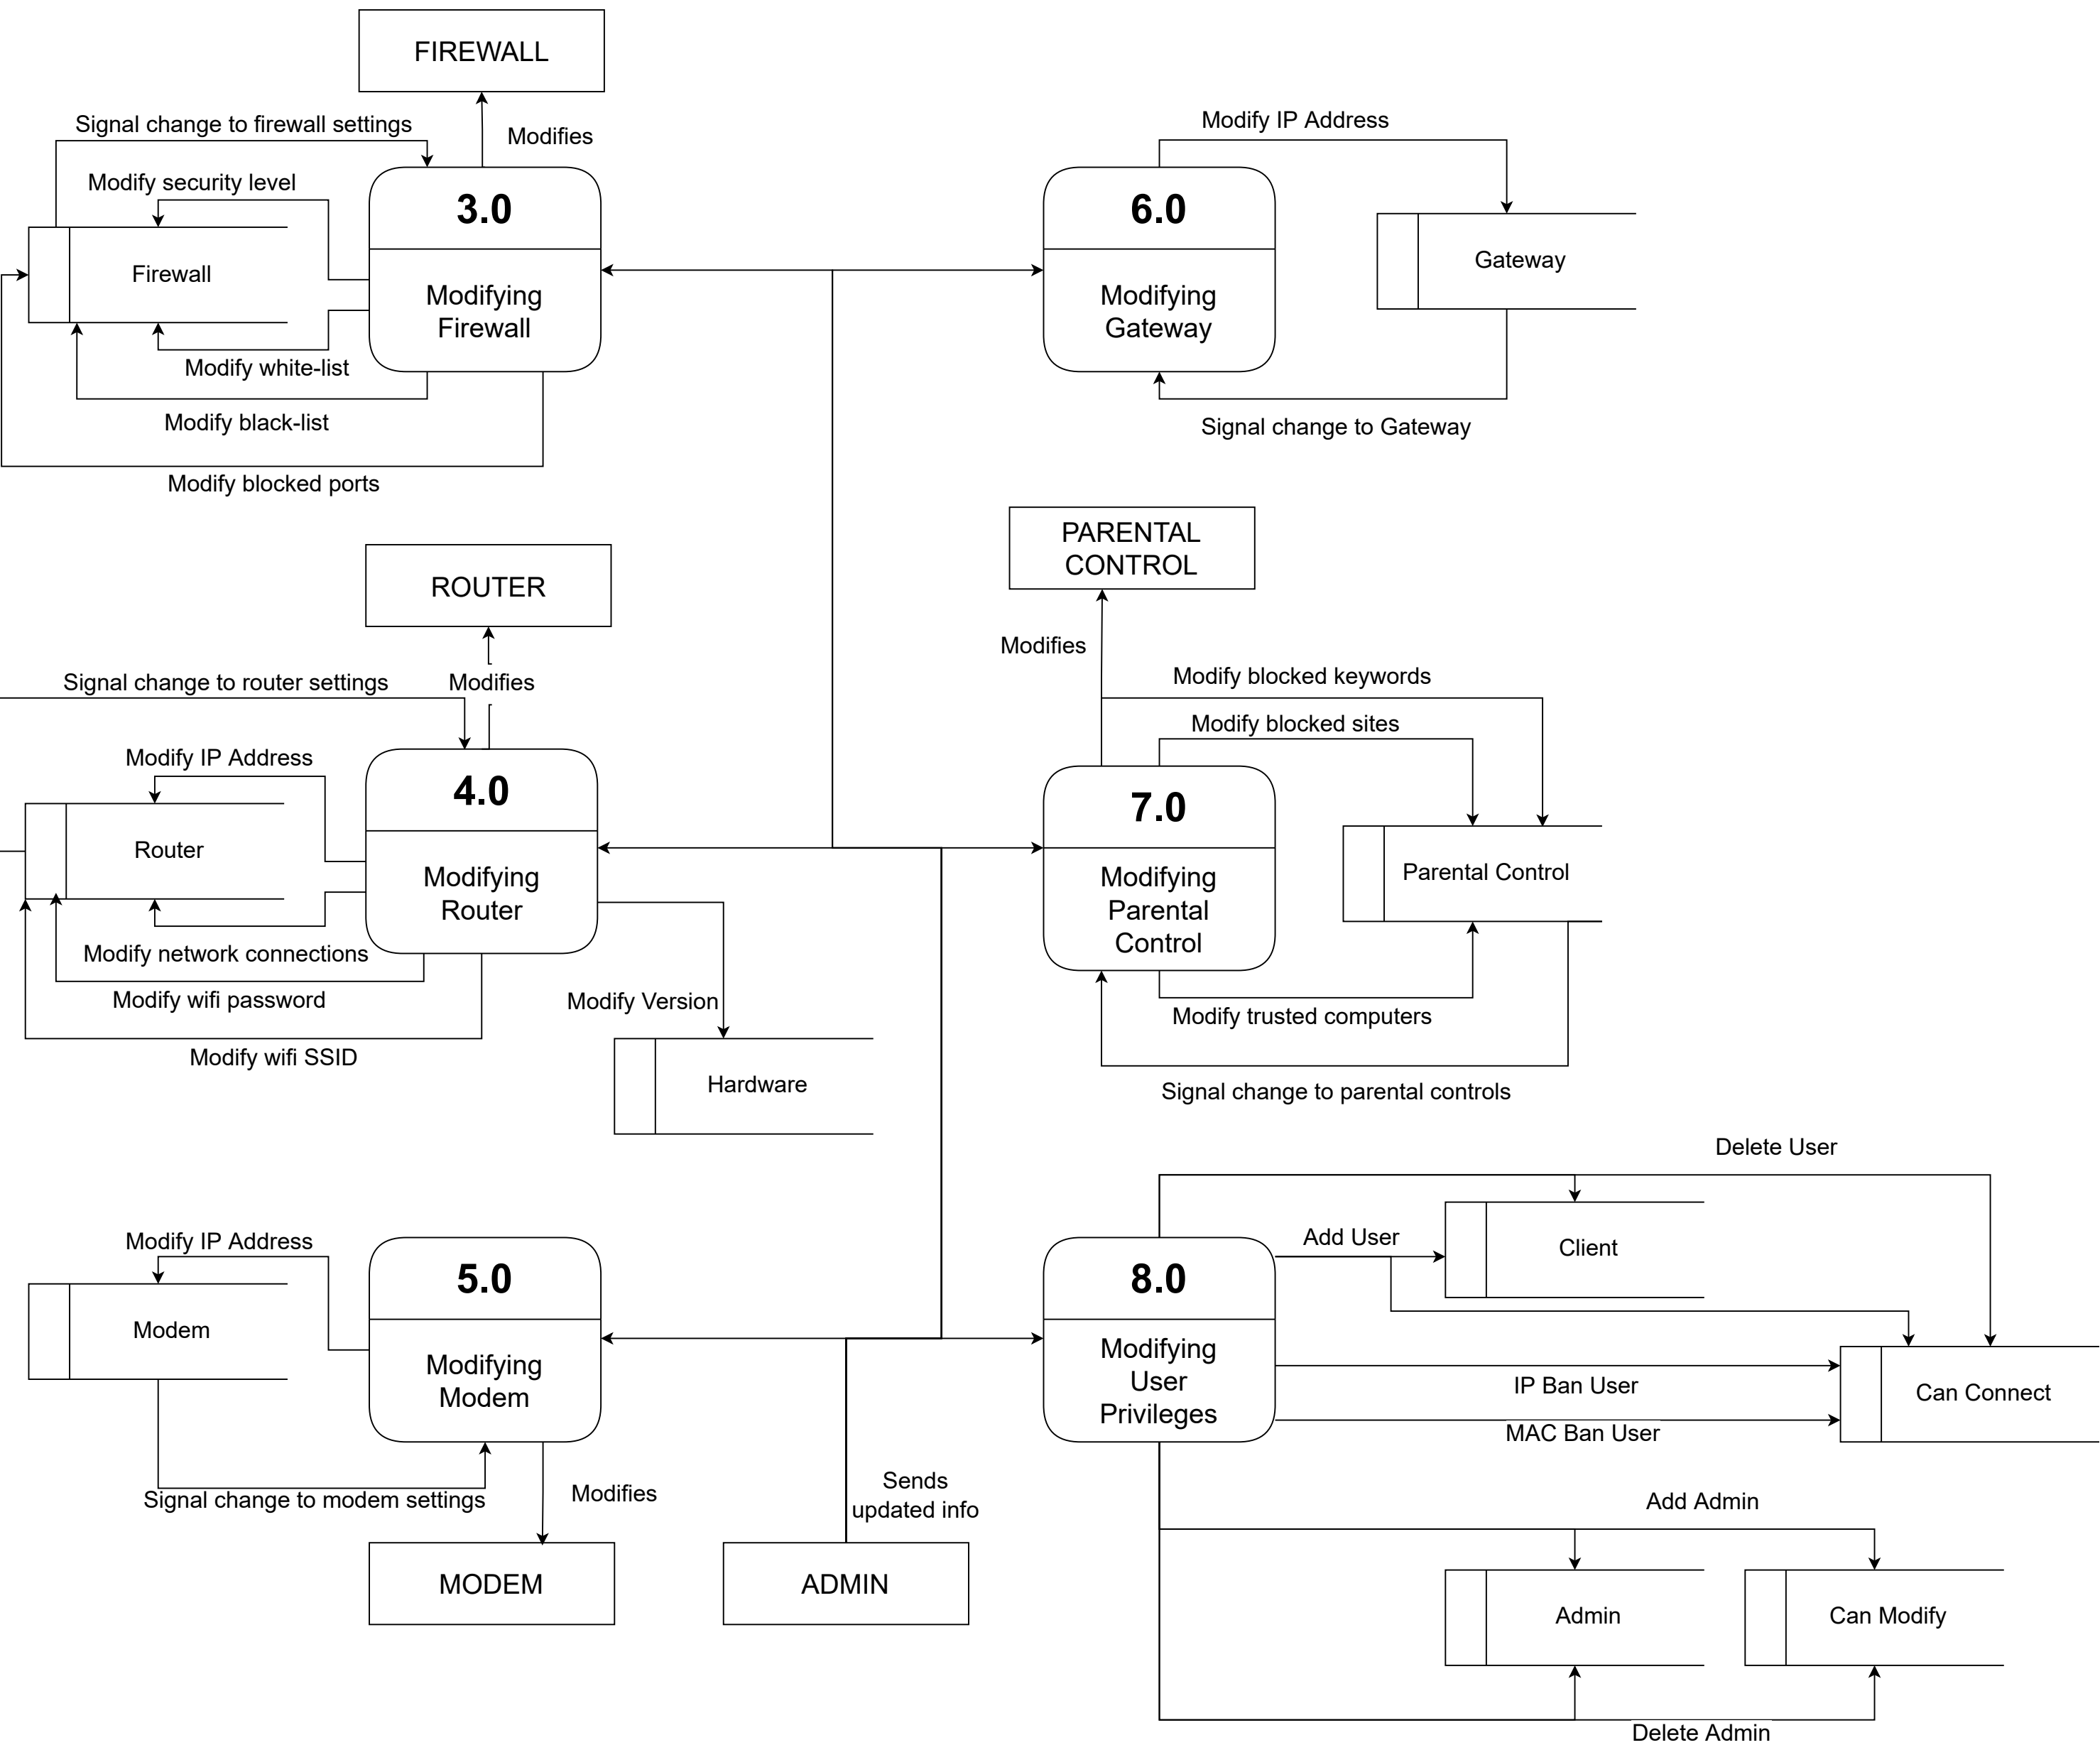 FIREWALL
Signal change to firewall settings
Modifies
Modify security level
3.0
Firewall
Modifying
Firewall
Modify white-list
Modify black-list
Modify blocked ports
Modify IP Address
6.0
Gateway
Modifying
Gateway
Signal change to Gateway
ROUTER
Signal change to router settings
Modifies
Modify IP Address
4.0
Router
Modifying
Router
Modify network connections
Modify wifi password
Modify wifi SSID
Modify Version
Hardware
PARENTAL
CONTROL
Modifies
Modify blocked keywords
Modify blocked sites
7.0
Parental Control
Modifying
Parental
Control
Modify trusted computers
Signal change to parental controls
Modify IP Address
5.0
Modem
Modifying
Modem
Signal change to modem settings
Modifies
MODEM
Sends
updated info
ADMIN
Delete User
Add User
Client
8.0
Modifying
User
Privileges
IP Ban User
Can Connect
MAC Ban User
Add Admin
Admin
Can Modify
Delete Admin